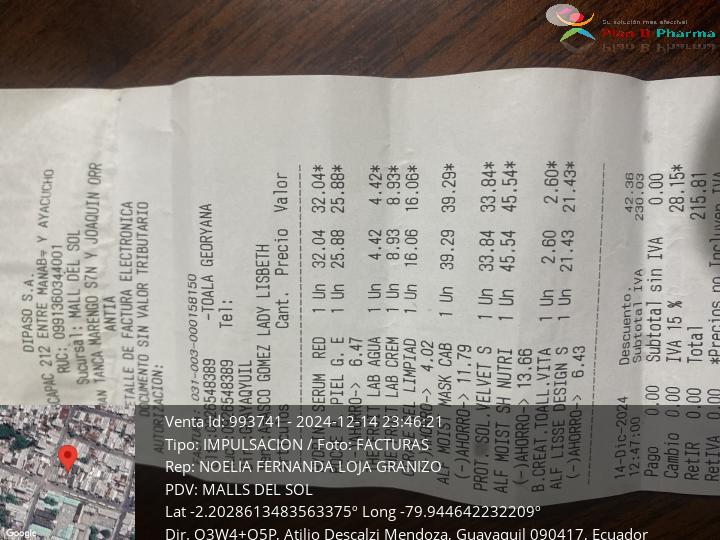 Su solución mas efectiva!
Plan B Pharma
DIPASO S.A.
CAPAC 212 ENTRE MANAB Y AYACUCHO
RUC: 0991360344001
Sucursal: MALL DEL SOL
TANCA MARENGO S7N Y JOAQUIN ORR
ANTIA
DETALLE DE FACTURA ELECTRONICA
DOCUMENTO SIN VALOR TRIBUTARIO
AUTORIZACION:
031-003-000158150
-TOALA GEORYANA
Tel:
GOMEZ LADY LISBETH
Cant. Precio Valor
SERUM RED 1 Un 32.04 32.04*
G. E 1 Un 25.88 25.88*
6.47
LAB AGUA 1 Un 4.42 4.42*
LAB CREM 1 Un 8.93 8.93*
LIMPIAD 1 Un 16.06 16.06*
4.02
MASK CAB 1 Un 39.29 39.29*
(-)AHORRO-> 11.79
PROT. SOL VELVET S 1 Un 33.84 33.84*
ALF MOIST SH NUTRI 1 Un 45.54 45.54*
(-)AHORRO-> 13.66
B.CREAT.TOALL.VITA 1 Un 2.60 2.60*
ALF LISSE DESIGN S 1 Un 21.43 21.43*
(-)AHORRO-> 6.43
14-Dic-2024 Descuento: 42.36
12:47:00 Subtotal IVA 230.03
Pago 0.00 Subtotal sin IVA 0.00
Cambio 0.00 IVA 15 % 28.15*
RetIR 0.00 Total 215.81
RetIVA *Precios no Incluyen IVA
Venta Id: 993741 - 2024-12-14 23:46:21
Tipo: IMPULSACION / Foto: FACTURAS
Rep: NOELIA FERNANDA LOJA GRANIZO
PDV: MALLS DEL SOL
Lat -2.2028613483563375° Long -79.944642232209°
Dir. Q3W4+Q5P, Atilio Descalzi Mendoza, Guayaquil 090417, Ecuador
Google